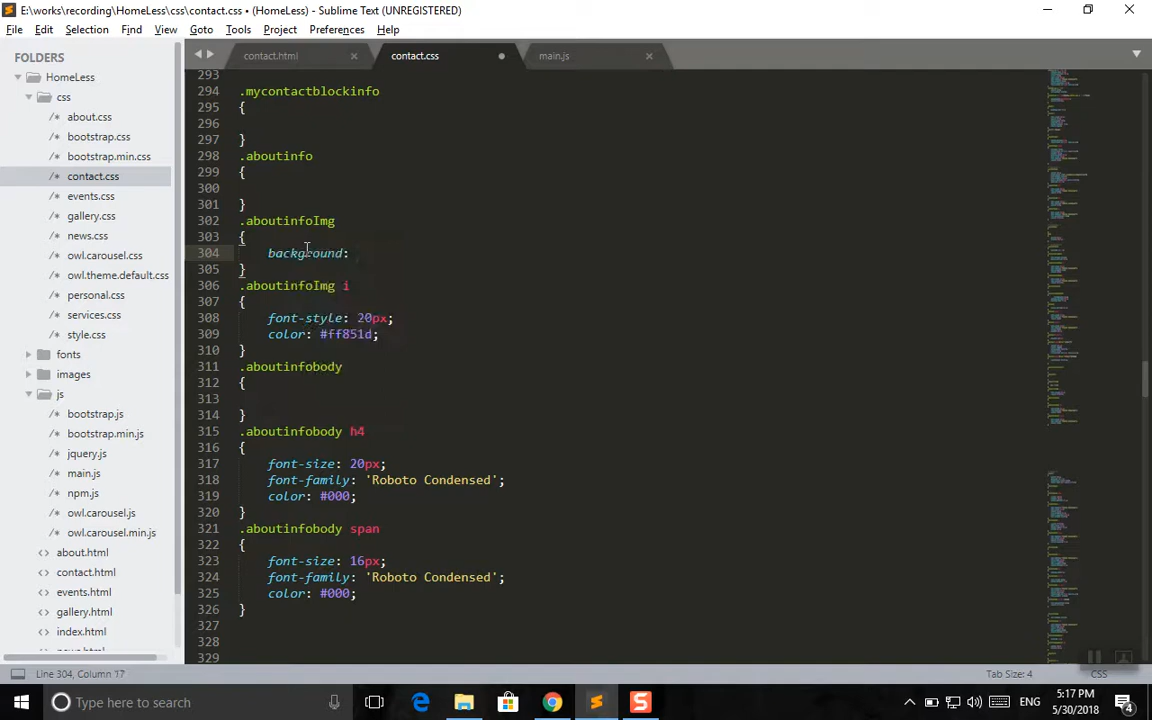 E:\works\recording\HomeLess\css\contact.css • (HomeLess) - Sublime Text (UNREGISTERED)
File Edit Selection Find View Goto Tools Project Preferences Help
FOLDERS
HomeLess
css
/* about.css
/* bootstrap.css
/* bootstrap.min.css
/* contact.css
/* events.css
/* gallery.css
/* news.css
/* owl.carousel.css
/* owl.theme.default.css
/* personal.css
/* services.css
/* style.css
fonts
images
js
/* bootstrap.js
/* bootstrap.min.js
/* jquery.js
/* main.js
/* npm.js
/* owl.carousel.js
/* owl.carousel.min.js
<> about.html
<> contact.html
<> events.html
<> gallery.html
<> index.html
contact.html contact.css main.js
293
294 .mycontactblockinfo
295 {
296
297 }
298 .aboutinfo
299 {
300
301 }
302 .aboutinfoImg
303 {
304 background:
305 }
306 .aboutinfoImg i
307 {
308 font-style: 20px;
309 color: #ff851d;
310 }
311 .aboutinfobody
312 {
313
314 }
315 .aboutinfobody h4
316 {
317 font-size: 20px;
318 font-family: 'Roboto Condensed';
319 color: #000;
320 }
321 .aboutinfobody span
322 {
323 font-size: 16px;
324 font-family: 'Roboto Condensed';
325 color: #000;
326 }
327
328
329
Line 304, Column 17 Tab Size: 4 CSS
Type here to search
ENG
5:17 PM
5/30/2018
4